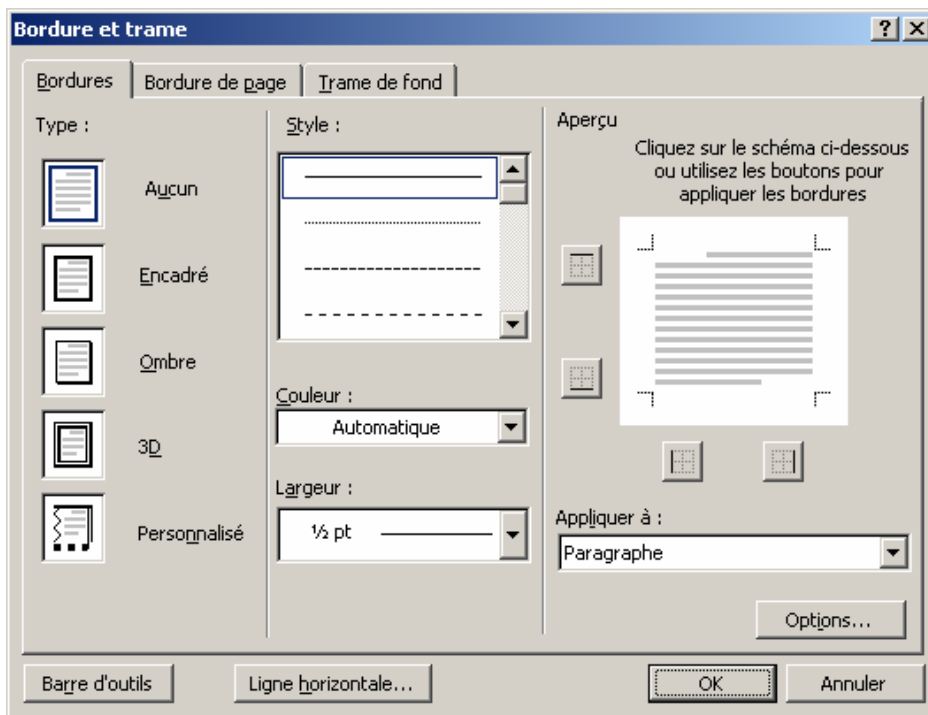 Bordure et trame
Bordures
Bordure de page
Trame de fond
Type :
Aucun
Encadré
Ombre
3D
Personnalisé
Style :
Couleur :
Automatique
Largeur :
½ pt
Aperçu
Cliquez sur le schéma ci-dessous
ou utilisez les boutons pour
appliquer les bordures
Appliquer à :
Paragraphe
Options...
Barre d'outils
Ligne horizontale...
OK
Annuler